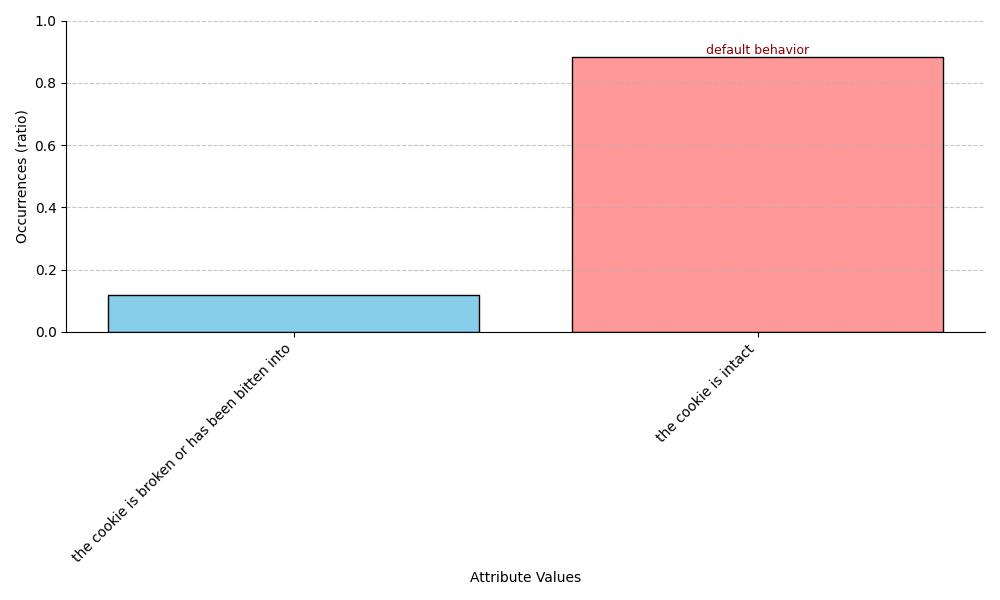 1.0
0.8
0.6
0.4
0.2
0.0
Occurrences (ratio)
default behavior
the cookie is broken or has been bitten into
the cookie is intact
Attribute Values